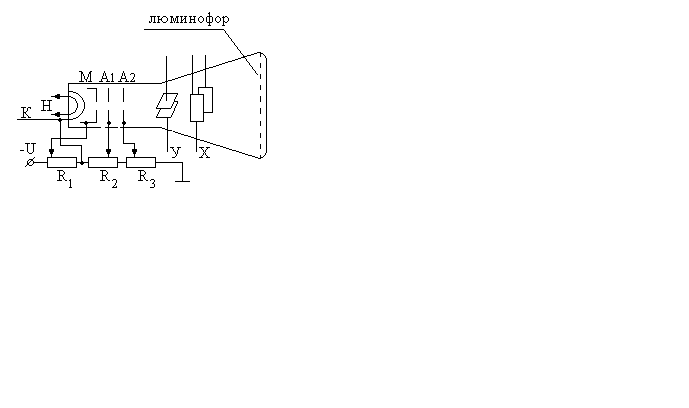 люминофор
М А1 А2
Н
К
-U
У Х
R1 R2 R3